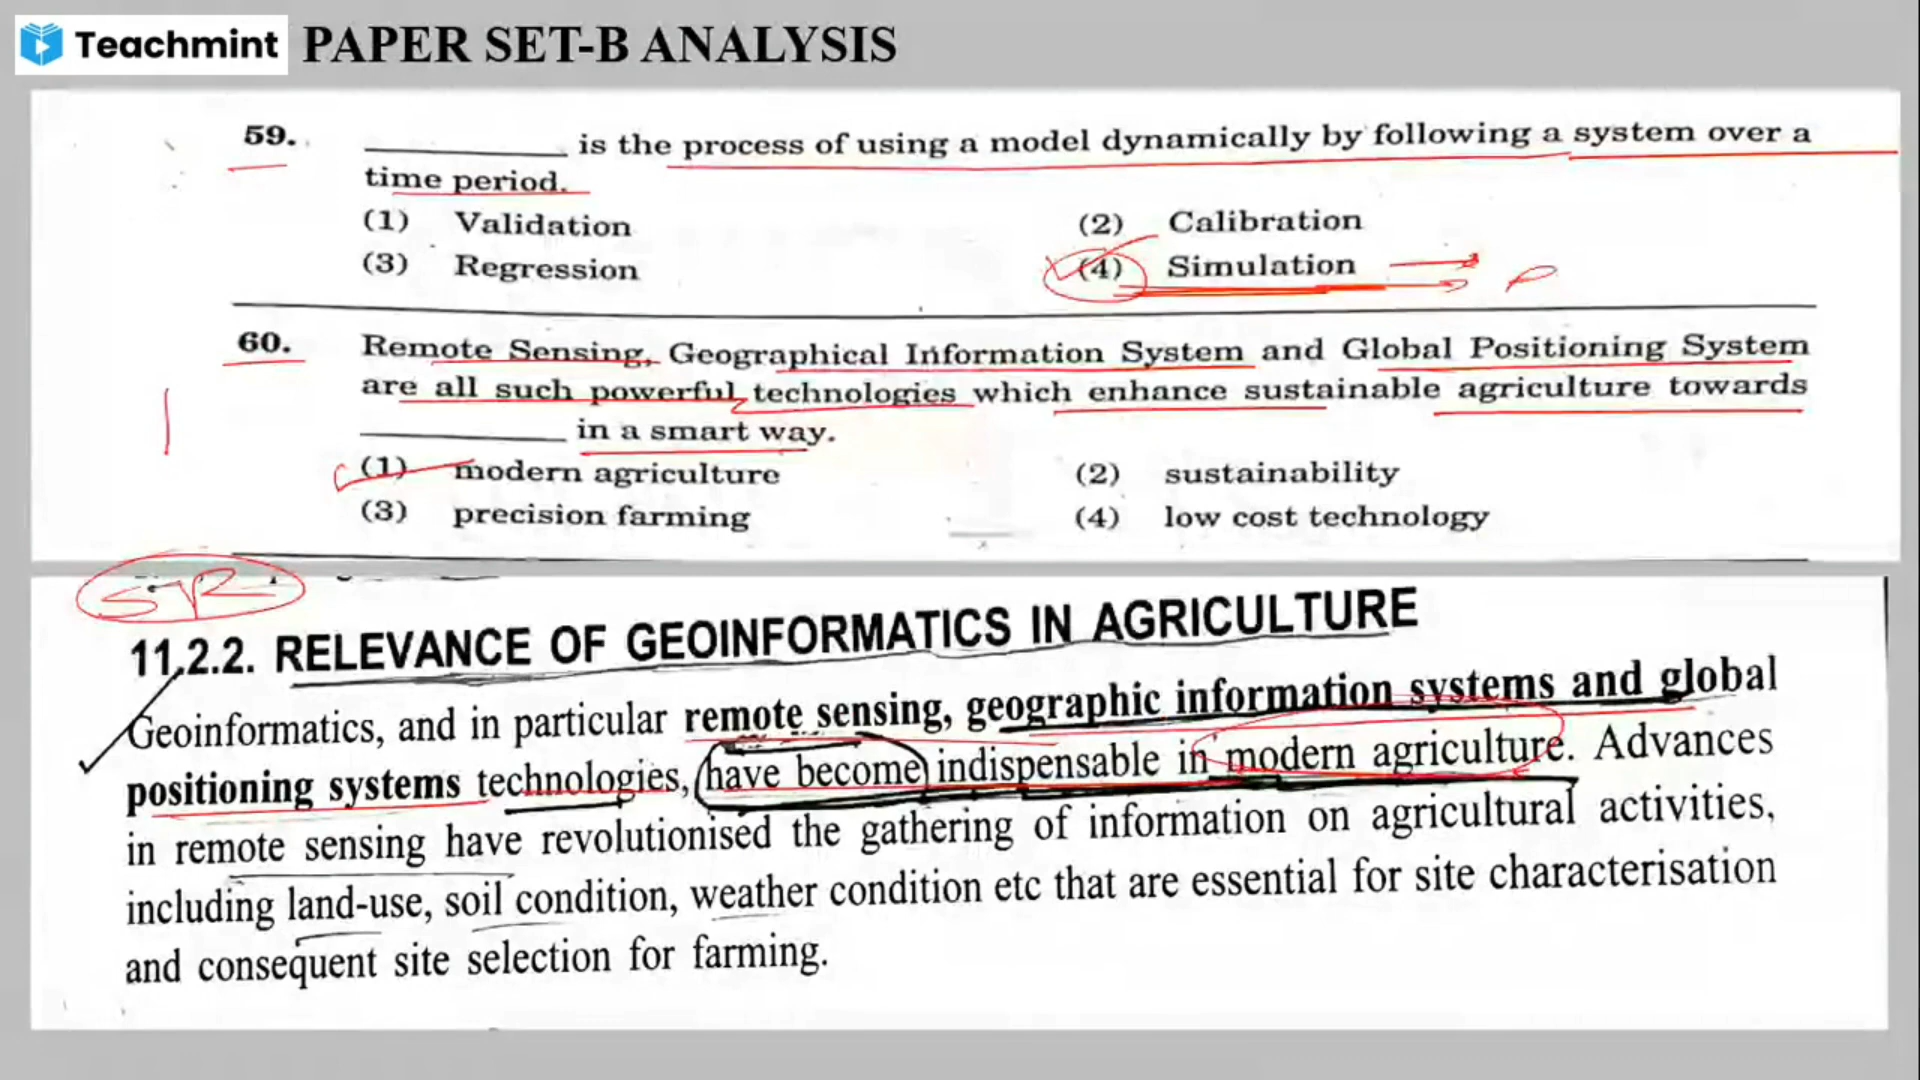 Teachmint PAPER SET-B ANALYSIS
59. __________ is the process of using a model dynamically by following a system over a
time period.
(1) Validation (2) Calibration
(3) Regression (4) Simulation
60. Remote Sensing, Geographical Information System and Global Positioning System
are all such powerful technologies which enhance sustainable agriculture towards
__________ in a smart way.
(1) modern agriculture (2) sustainability
(3) precision farming (4) low cost technology
11.2.2. RELEVANCE OF GEOINFORMATICS IN AGRICULTURE
Geoinformatics, and in particular remote sensing, geographic information systems and global
positioning systems technologies, have become indispensable in modern agriculture. Advances
in remote sensing have revolutionised the gathering of information on agricultural activities,
including land-use, soil condition, weather condition etc that are essential for site characterisation
and consequent site selection for farming.